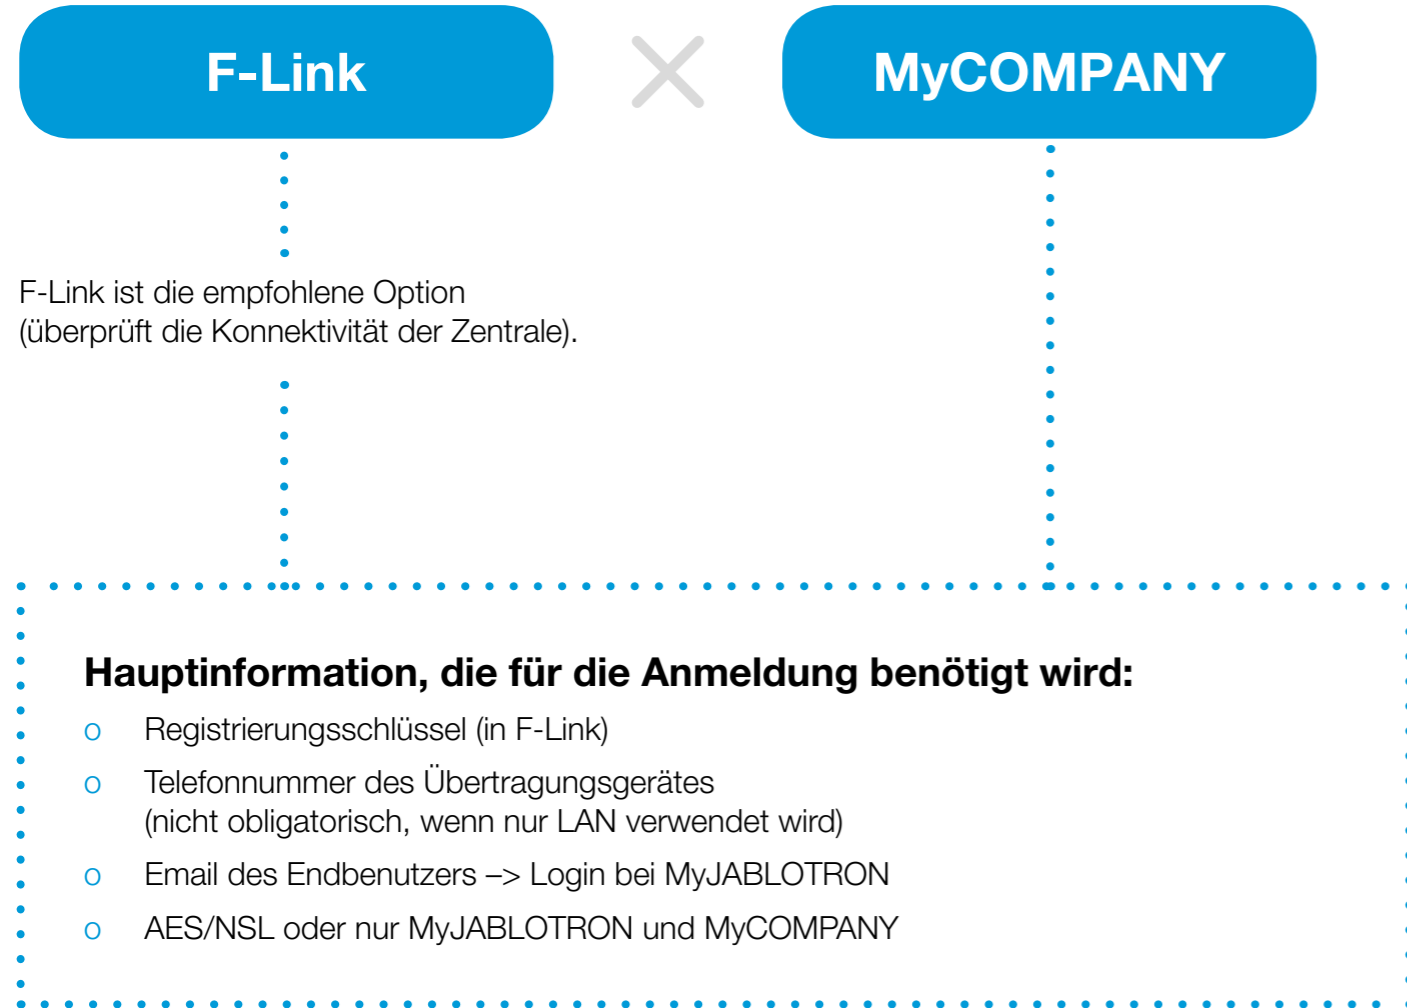 F-Link
MyCOMPANY
F-Link ist die empfohlene Option
(überprüft die Konnektivität der Zentrale).
Hauptinformation, die für die Anmeldung benötigt wird:
o Registrierungsschlüssel (in F-Link)
o Telefonnummer des Übertragungsgerätes
(nicht obligatorisch, wenn nur LAN verwendet wird)
o Email des Endbenutzers –> Login bei MyJABLOTRON
o AES/NSL oder nur MyJABLOTRON und MyCOMPANY